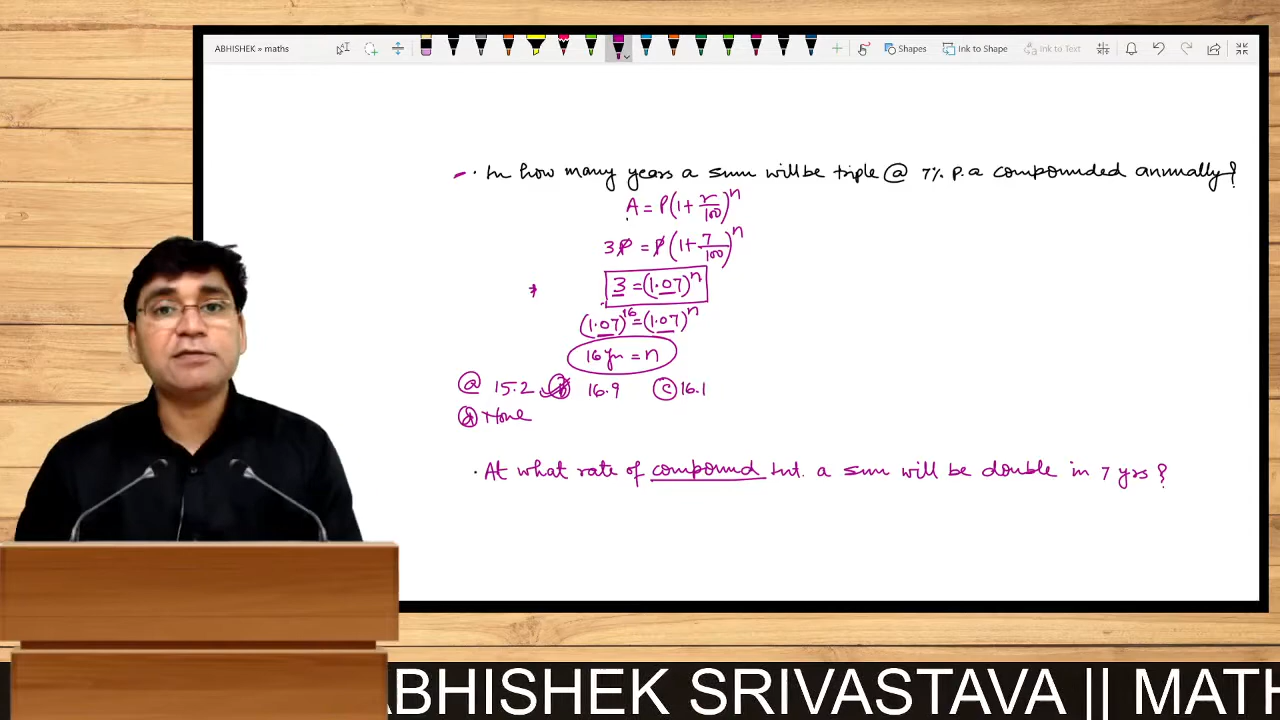 ABHISHEK » maths
Shapes
Ink to Shape
Ink to Text
· In how many years a sum will be triple @ 7% p.a compounded annually?
A = P(1+r/100)^n
3P = P(1+7/100)^n
3 = (1.07)^n
(1.07)^16 = (1.07)^n
16 yrs = n
(a) 15.2 16.9 (c) 16.1
(d) None
· At what rate of compound Int. a sum will be double in 7 yrs?
ABHISHEK SRIVASTAVA || MATH